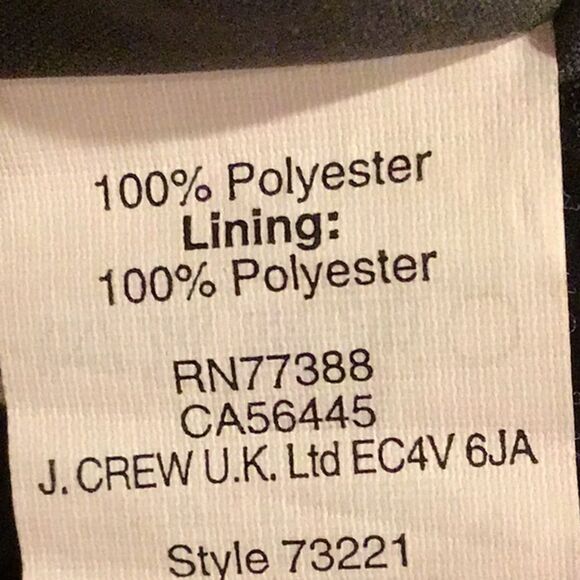 100% Polyester
Lining:
100% Polyester
RN77388
CA56445
J. CREW U.K. Ltd EC4V 6JA
Style 73221